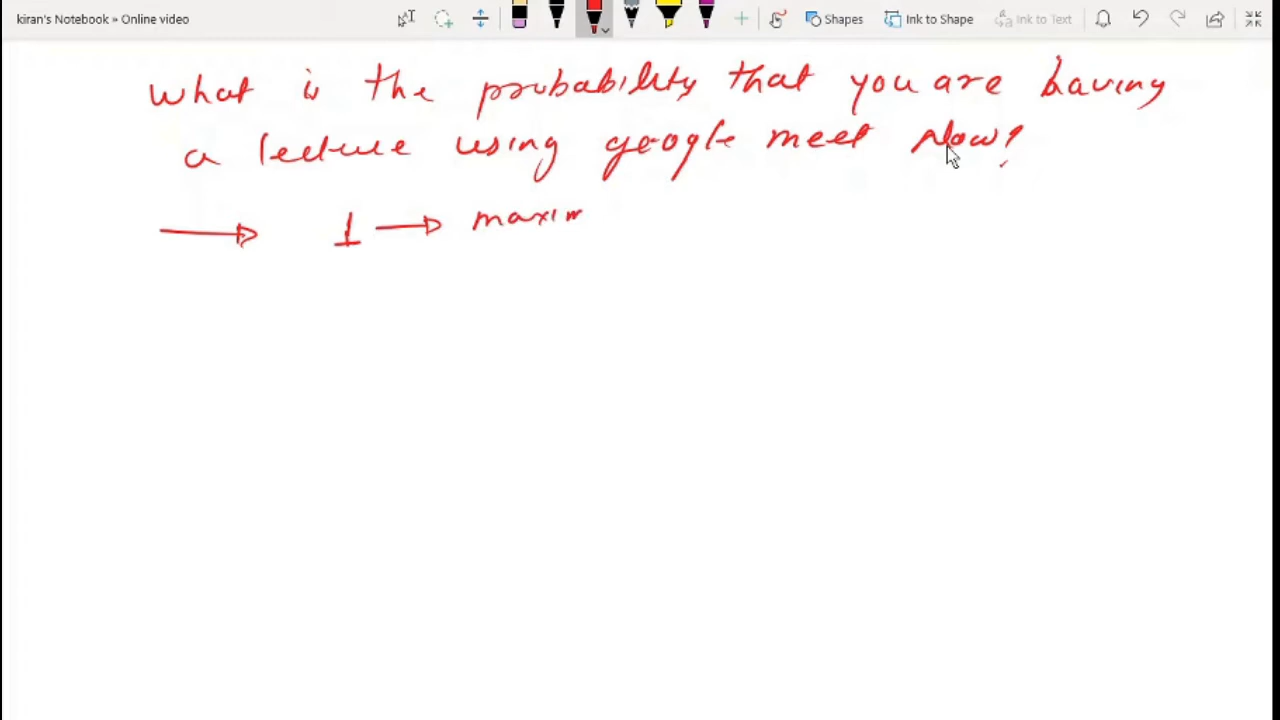 kiran's Notebook » Online video
Shapes
Ink to Shape
Ink to Text
What is the probability that you are having
a lecture using google meet Now?
1 → maxim